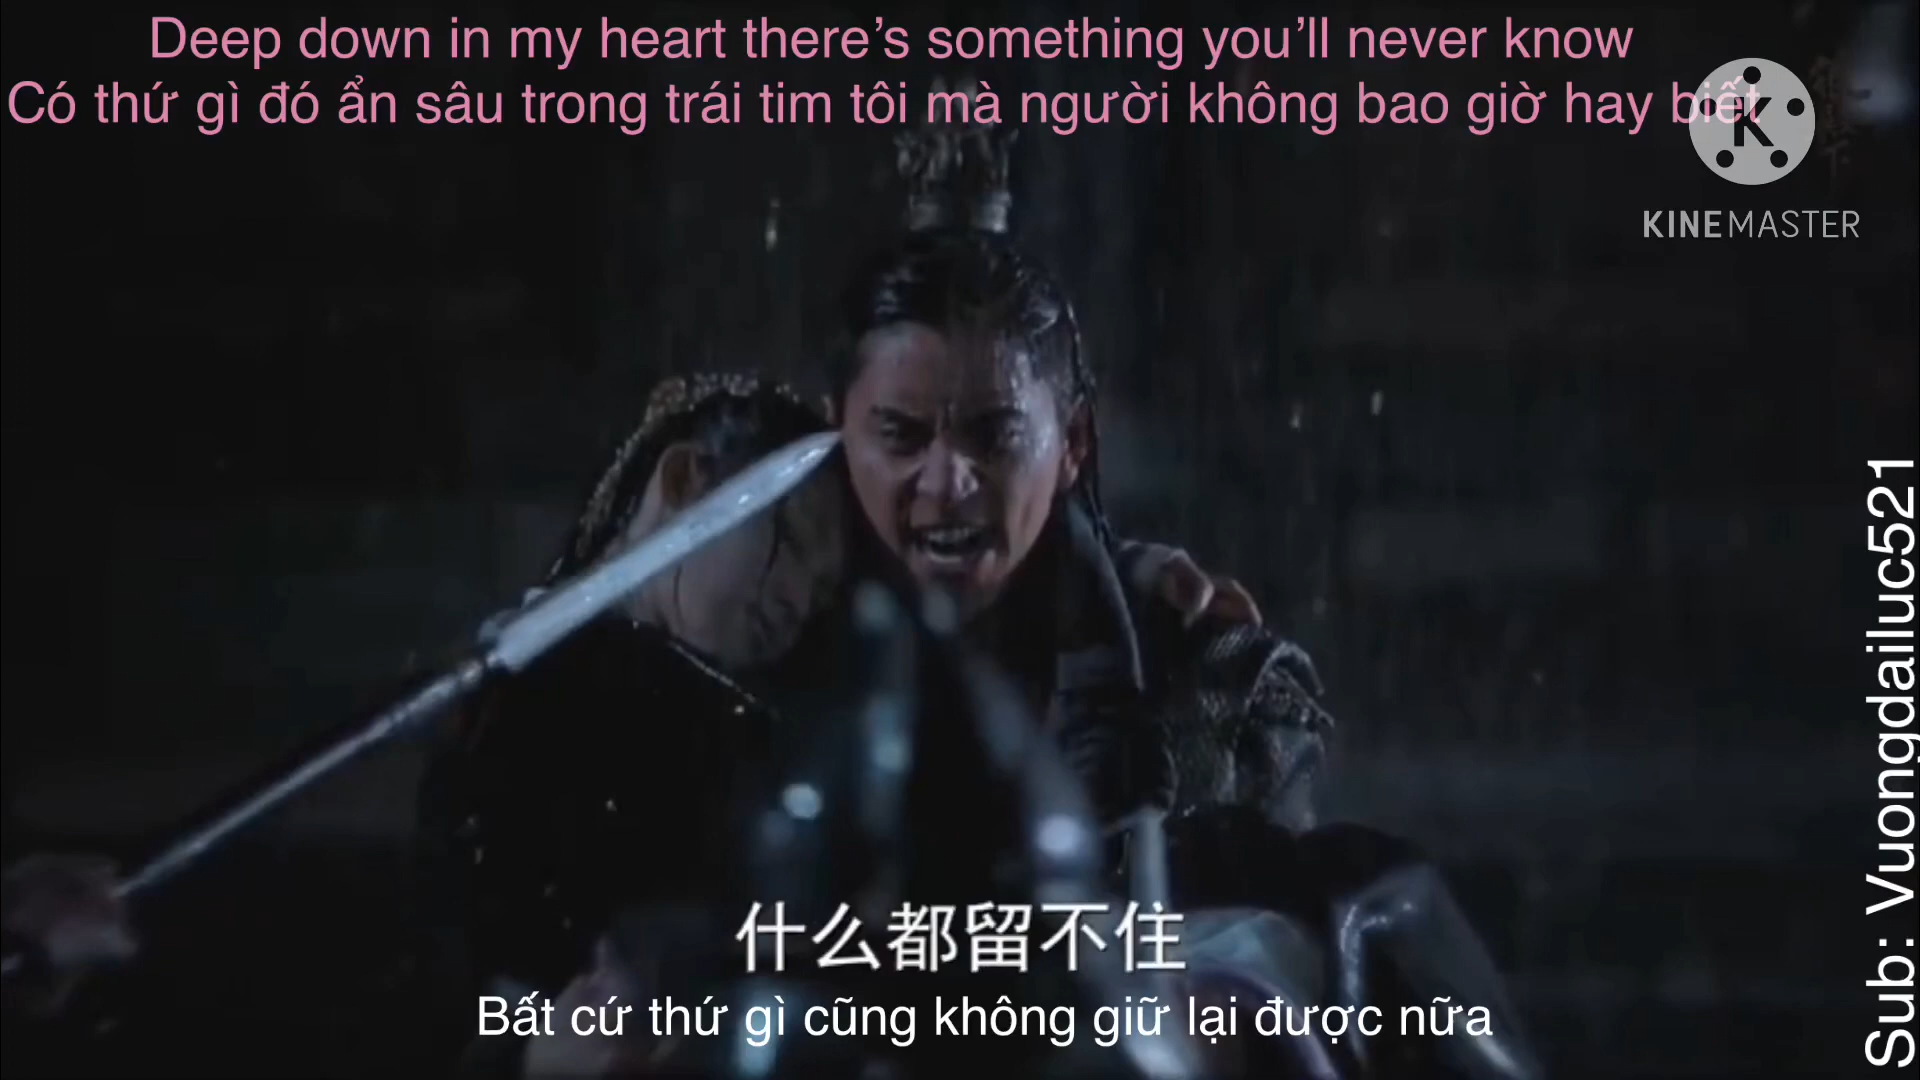 Deep down in my heart there's something you'll never know
Có thứ gì đó ẩn sâu trong trái tim tôi mà người không bao giờ hay biết
KINEMASTER
Sub: Vuongdailuc521
什么都留不住
Bất cứ thứ gì cũng không giữ lại được nữa